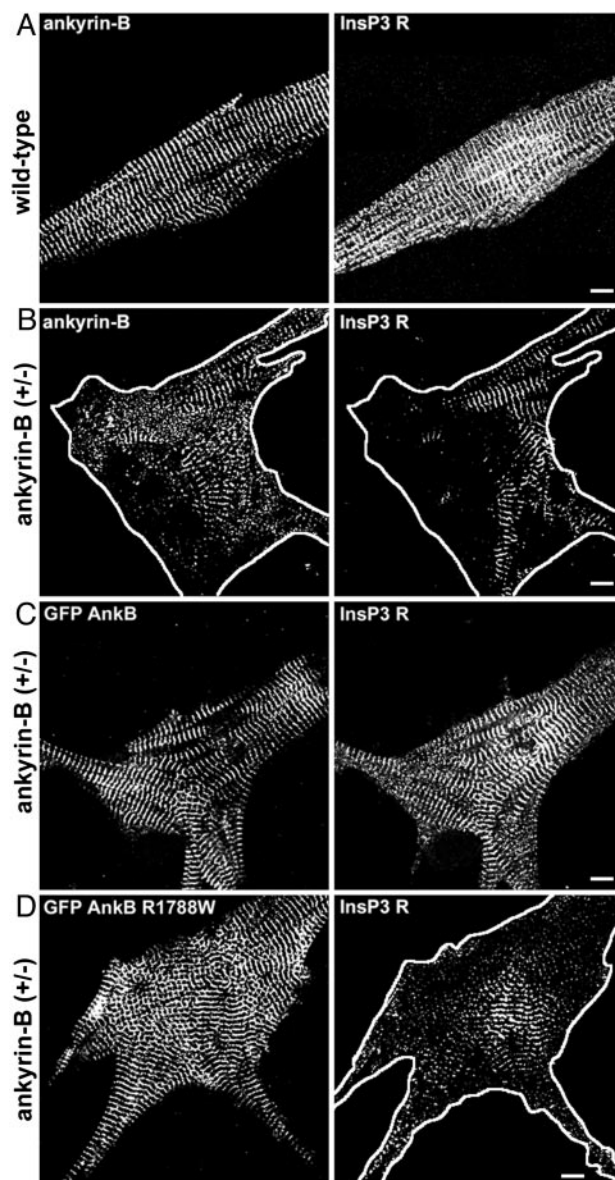 A
ankyrin-B
InsP3 R
wild-type
B
ankyrin-B
InsP3 R
ankyrin-B (+/-)
C
GFP AnkB
InsP3 R
ankyrin-B (+/-)
D
GFP AnkB R1788W
InsP3 R
ankyrin-B (+/-)